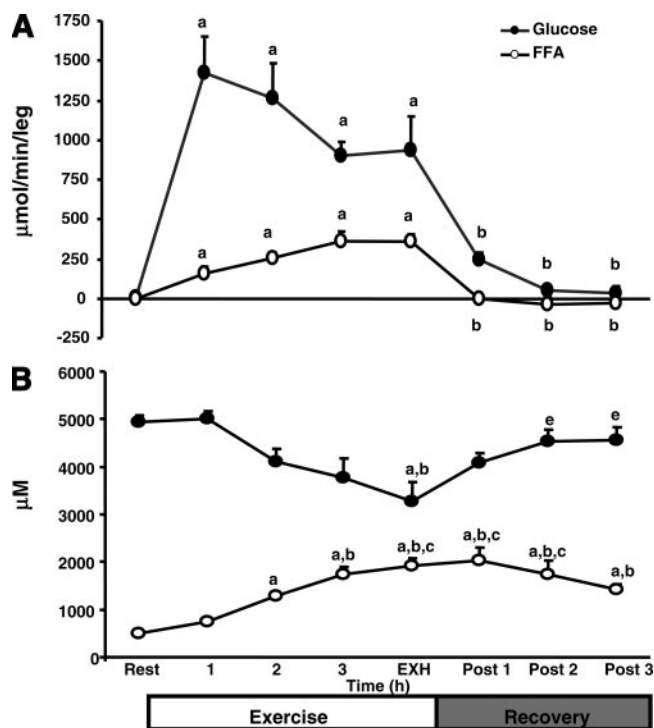 A
1750
1500
1250
1000
750
500
250
0
-250
μmol/min/leg
Glucose
FFA
a
a
a
a
a
a
a
a
b
b
b
b
b
b
B
6000
5000
4000
3000
2000
1000
0
μM
a,b
e
e
a
a,b
a,b,c
a,b,c
a,b,c
a,b
Rest 1 2 3 EXH Post 1 Post 2 Post 3
Time (h)
Exercise Recovery